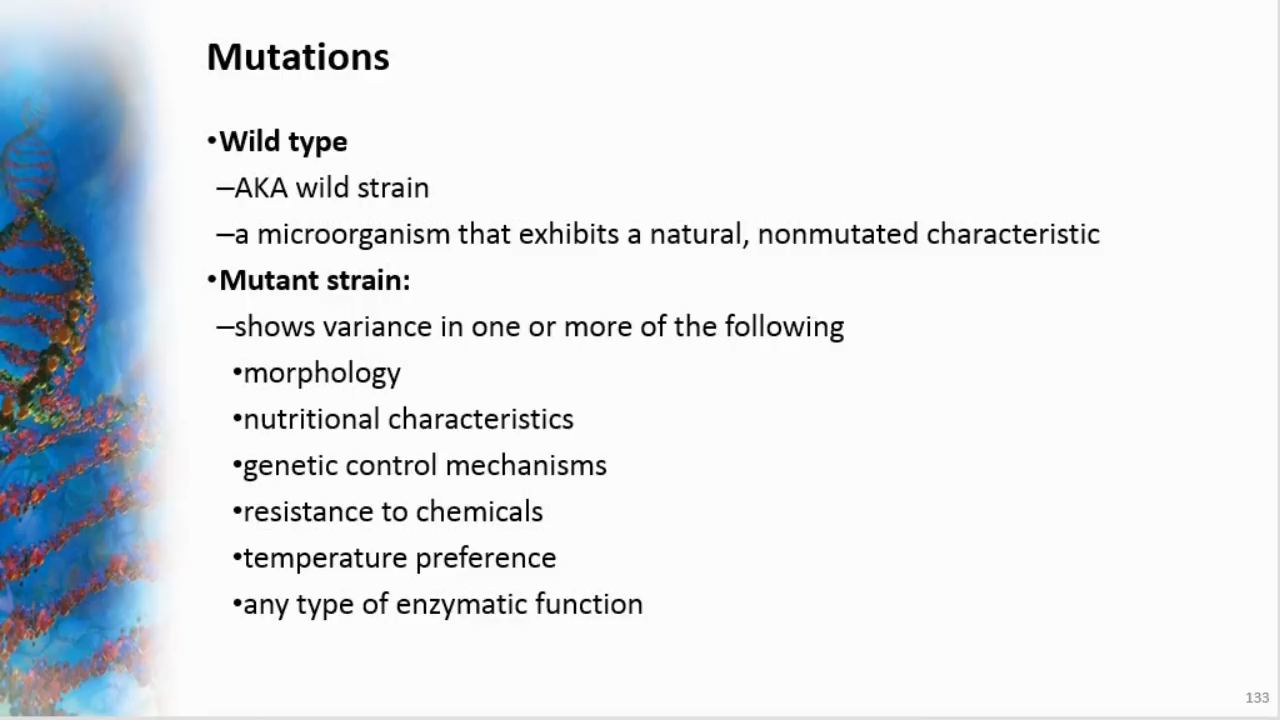 Mutations
•Wild type
–AKA wild strain
–a microorganism that exhibits a natural, nonmutated characteristic
•Mutant strain:
–shows variance in one or more of the following
•morphology
•nutritional characteristics
•genetic control mechanisms
•resistance to chemicals
•temperature preference
•any type of enzymatic function
133